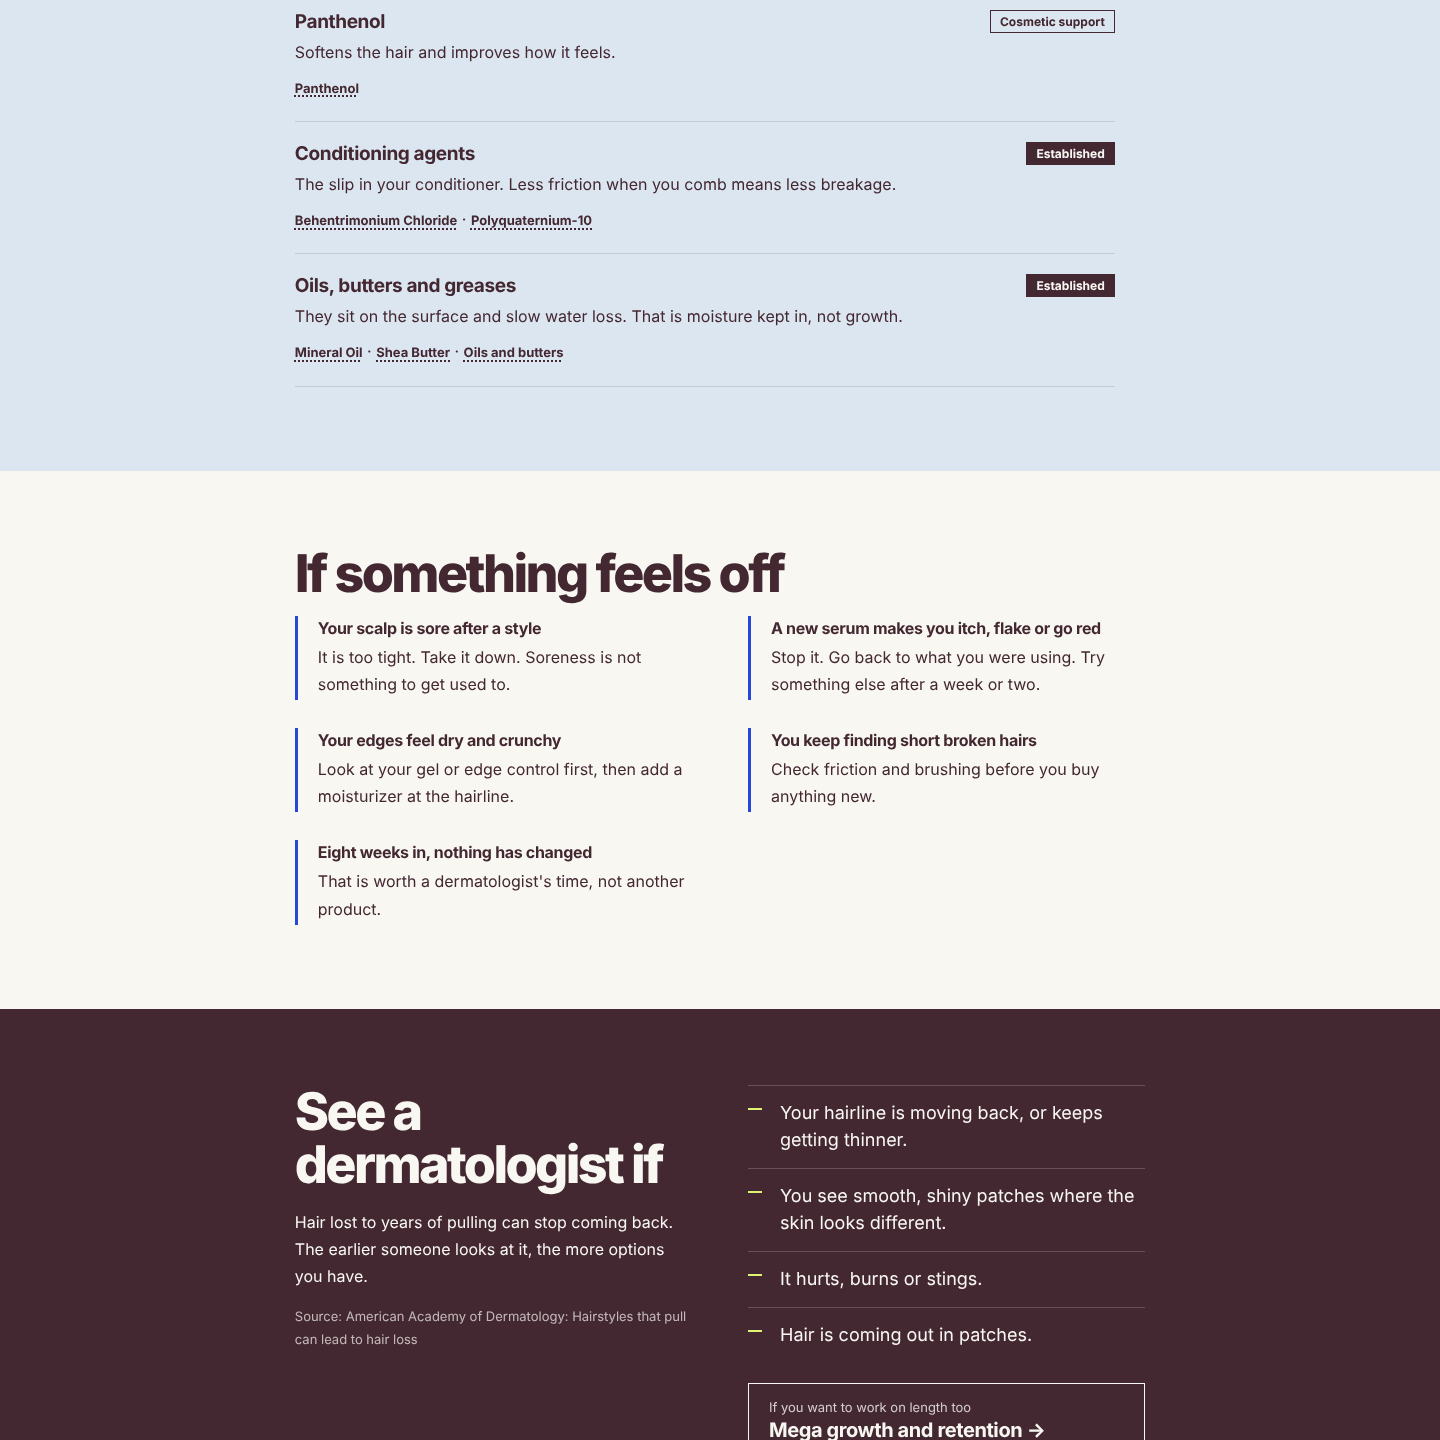 Panthenol
Cosmetic support
Softens the hair and improves how it feels.
Panthenol
Conditioning agents
Established
The slip in your conditioner. Less friction when you comb means less breakage.
Behentrimonium Chloride · Polyquaternium-10
Oils, butters and greases
Established
They sit on the surface and slow water loss. That is moisture kept in, not growth.
Mineral Oil · Shea Butter · Oils and butters
If something feels off
Your scalp is sore after a style
It is too tight. Take it down. Soreness is not
something to get used to.
A new serum makes you itch, flake or go red
Stop it. Go back to what you were using. Try
something else after a week or two.
Your edges feel dry and crunchy
Look at your gel or edge control first, then add a
moisturizer at the hairline.
You keep finding short broken hairs
Check friction and brushing before you buy
anything new.
Eight weeks in, nothing has changed
That is worth a dermatologist's time, not another
product.
See a
dermatologist if
Hair lost to years of pulling can stop coming back.
The earlier someone looks at it, the more options
you have.
Source: American Academy of Dermatology: Hairstyles that pull
can lead to hair loss
Your hairline is moving back, or keeps
getting thinner.
You see smooth, shiny patches where the
skin looks different.
It hurts, burns or stings.
Hair is coming out in patches.
If you want to work on length too
Mega growth and retention →